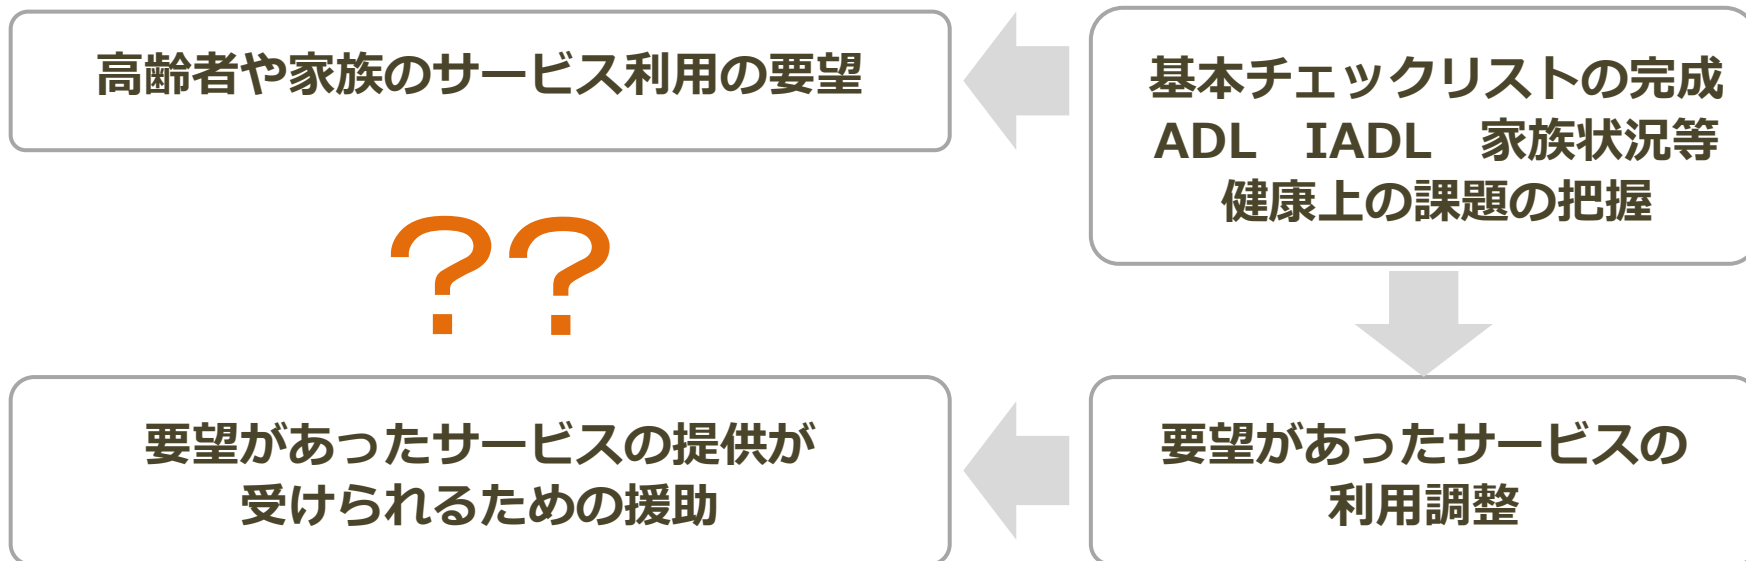 高齢者や家族のサービス利用の要望
基本チェックリストの完成
ADL　IADL　家族状況等
健康上の課題の把握
??
要望があったサービスの提供が
受けられるための援助
要望があったサービスの
利用調整